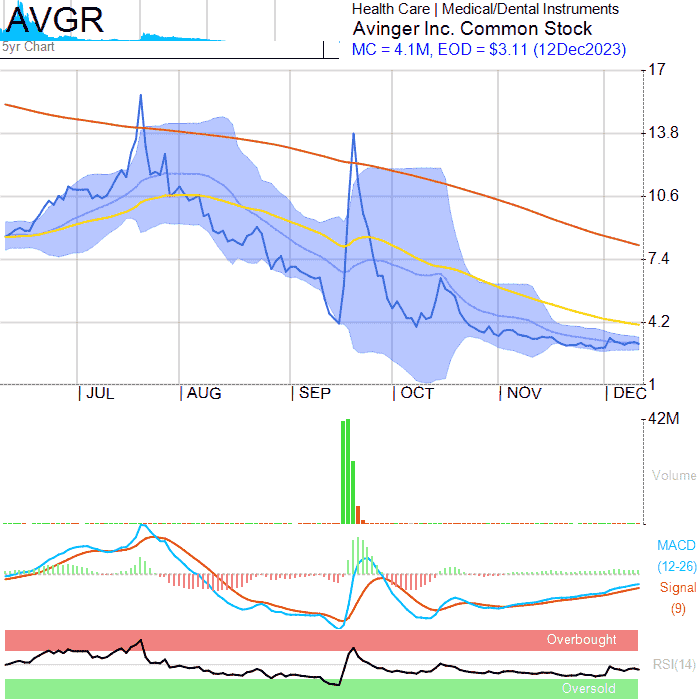 AVGR
5yr Chart
Health Care | Medical/Dental Instruments
Avinger Inc. Common Stock
MC = 4.1M, EOD = $3.11 (12Dec2023)
17
13.8
10.6
7.4
4.2
1
| JUL | AUG | SEP | OCT | NOV | DEC
42M
Volume
MACD
(12-26)
Signal
(9)
Overbought
RSI(14)
Oversold